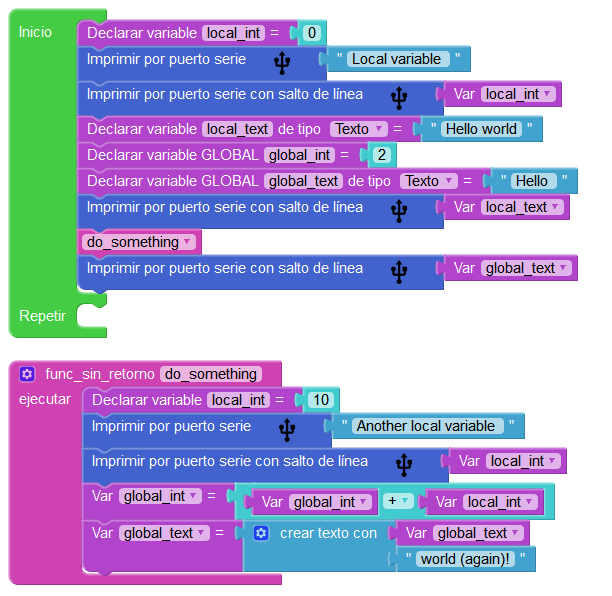 Inicio Declarar variable local_int = 0
Imprimir por puerto serie " Local variable "
Imprimir por puerto serie con salto de línea Var local_int
Declarar variable local_text de tipo Texto = " Hello world "
Declarar variable GLOBAL global_int = 2
Declarar variable GLOBAL global_text de tipo Texto = " Hello "
Imprimir por puerto serie con salto de línea Var local_text
do_something
Imprimir por puerto serie con salto de línea Var global_text
Repetir
func_sin_retorno do_something
ejecutar Declarar variable local_int = 10
Imprimir por puerto serie " Another local variable "
Imprimir por puerto serie con salto de línea Var local_int
Var global_int = Var global_int + Var local_int
Var global_text = crear texto con Var global_text
" world (again)! "